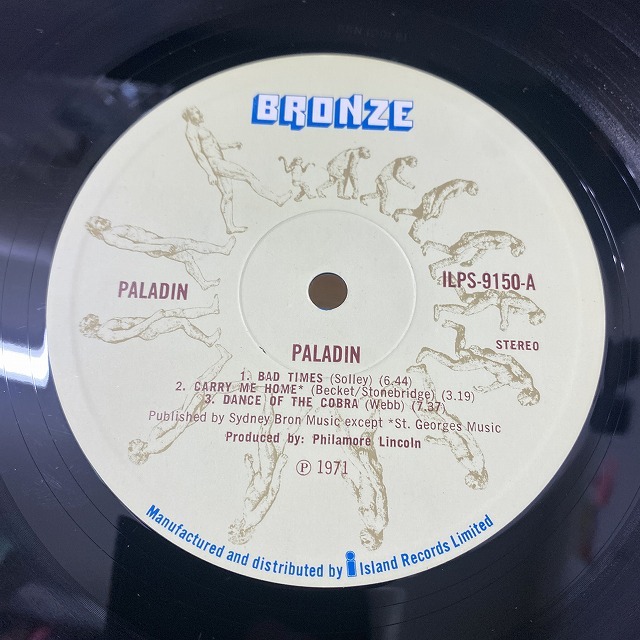 BRONZE
PALADIN
ILPS-9150-A
STEREO
PALADIN
1. BAD TIMES (Solley) (6.44)
2. CARRY ME HOME* (Becket/Stonebridge) (3.19)
3. DANCE OF THE COBRA (Webb) (7.37)
Published by Sydney Bron Music except *St. Georges Music
Produced by: Philamore Lincoln
℗ 1971
Manufactured and distributed by i Island Records Limited